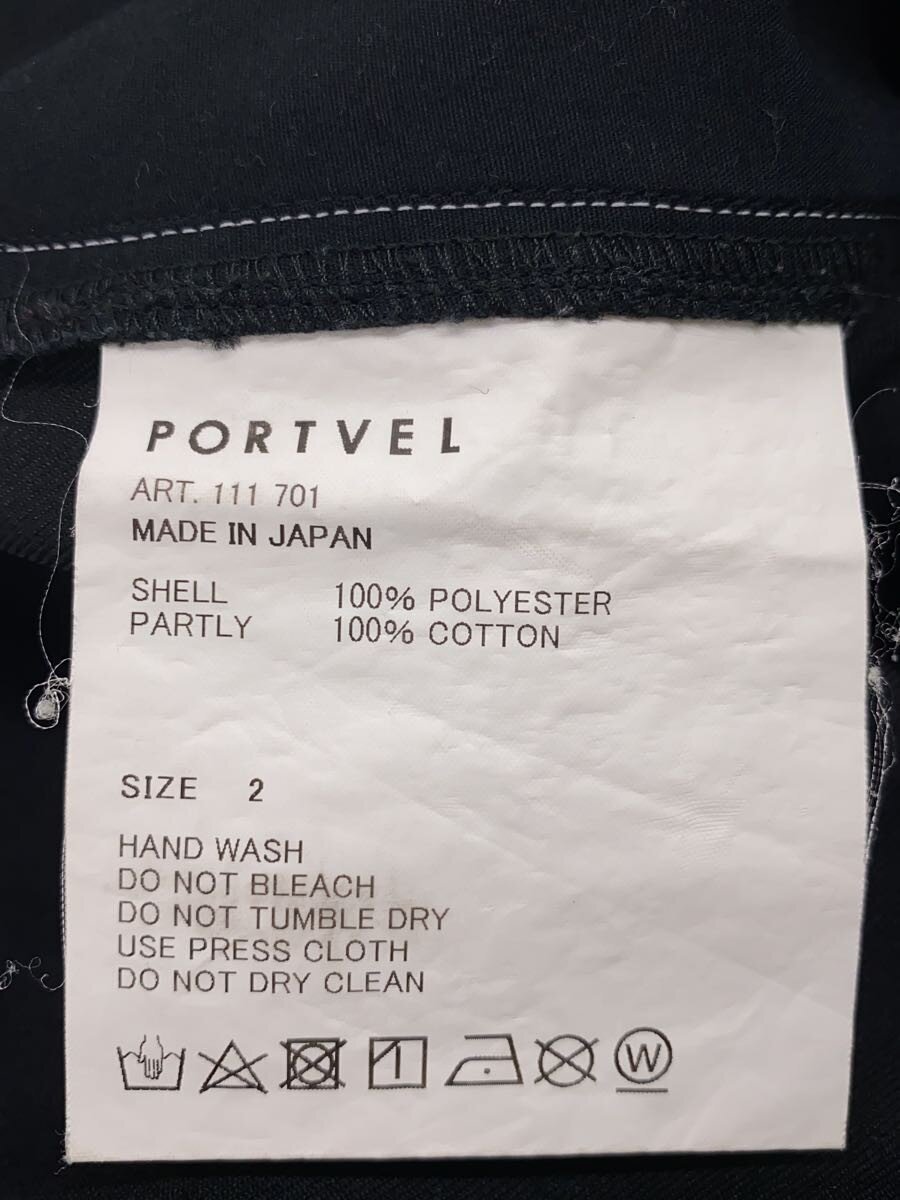 PORTVEL
ART. 111 701
MADE IN JAPAN
SHELL 100% POLYESTER
PARTLY 100% COTTON
SIZE 2
HAND WASH
DO NOT BLEACH
DO NOT TUMBLE DRY
USE PRESS CLOTH
DO NOT DRY CLEAN
W